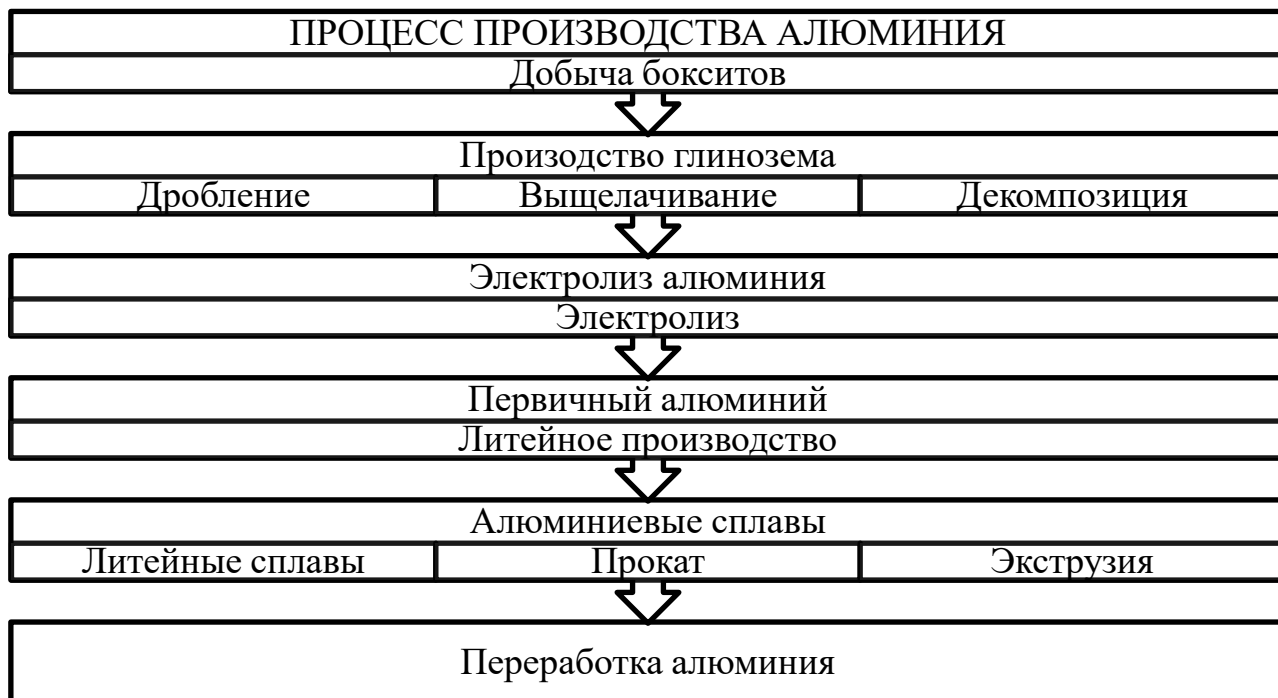 ПРОЦЕСС ПРОИЗВОДСТВА АЛЮМИНИЯ
Добыча бокситов
Произодство глинозема
Дробление Выщелачивание Декомпозиция
Электролиз алюминия
Электролиз
Первичный алюминий
Литейное производство
Алюминиевые сплавы
Литейные сплавы Прокат Экструзия
Переработка алюминия